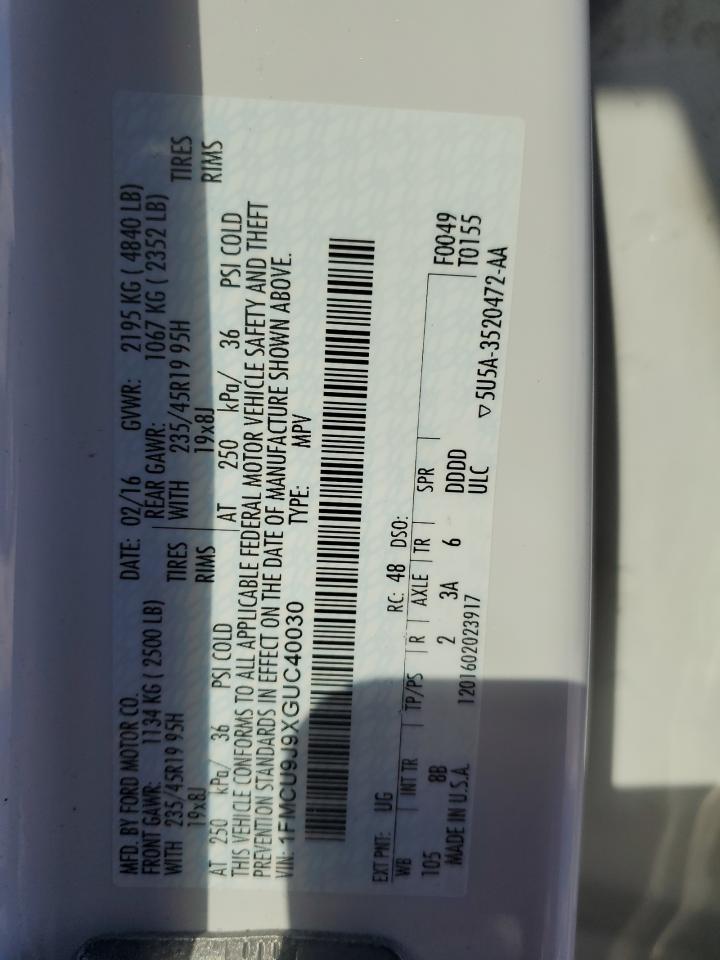 MFD. BY FORD MOTOR CO. DATE: 02/16 GVWR: 2195 KG ( 4840 LB)
FRONT GAWR: 1134 KG ( 2500 LB) REAR GAWR: 1067 KG ( 2352 LB)
WITH 235/45R19 95H TIRES WITH 235/45R19 95H TIRES
19x8J RIMS 19x8J RIMS
AT 250 kPa/ 36 PSI COLD AT 250 kPa/ 36 PSI COLD
THIS VEHICLE CONFORMS TO ALL APPLICABLE FEDERAL MOTOR VEHICLE SAFETY AND THEFT
PREVENTION STANDARDS IN EFFECT ON THE DATE OF MANUFACTURE SHOWN ABOVE.
VIN: 1FMCU9J9XGUC40030 TYPE: MPV
EXT PNT: UG RC: 48 DSO:
WB INT TR TP/PS R AXLE TR SPR F0049
105 8B 2 3A 6 DDDD T0155
MADE IN U.S.A. 1201602023917 ULC
▽5U5A-3520472-AA